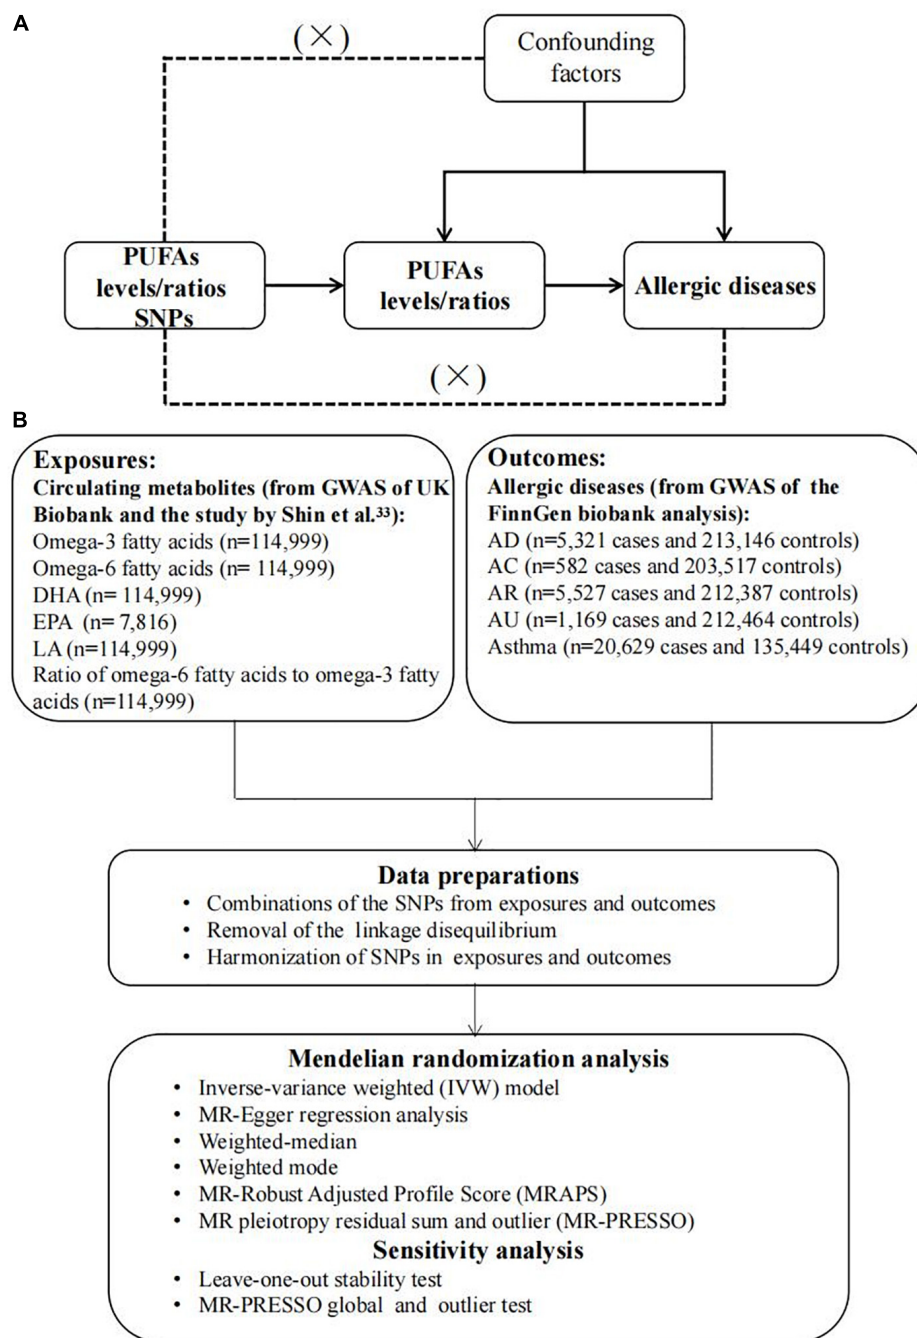 A
(×)
Confounding
factors
PUFAs
levels/ratios
SNPs
PUFAs
levels/ratios
Allergic diseases
(×)
B
Exposures:
Circulating metabolites (from GWAS of UK
Biobank and the study by Shin et al.³³):
Omega-3 fatty acids (n=114,999)
Omega-6 fatty acids (n= 114,999)
DHA (n= 114,999)
EPA (n= 7,816)
LA (n=114,999)
Ratio of omega-6 fatty acids to omega-3 fatty
acids (n=114,999)
Outcomes:
Allergic diseases (from GWAS of the
FinnGen biobank analysis):
AD (n=5,321 cases and 213,146 controls)
AC (n=582 cases and 203,517 controls)
AR (n=5,527 cases and 212,387 controls)
AU (n=1,169 cases and 212,464 controls)
Asthma (n=20,629 cases and 135,449 controls)
Data preparations
• Combinations of the SNPs from exposures and outcomes
• Removal of the linkage disequilibrium
• Harmonization of SNPs in exposures and outcomes
Mendelian randomization analysis
• Inverse-variance weighted (IVW) model
• MR-Egger regression analysis
• Weighted-median
• Weighted mode
• MR-Robust Adjusted Profile Score (MRAPS)
• MR pleiotropy residual sum and outlier (MR-PRESSO)
Sensitivity analysis
• Leave-one-out stability test
• MR-PRESSO global and outlier test